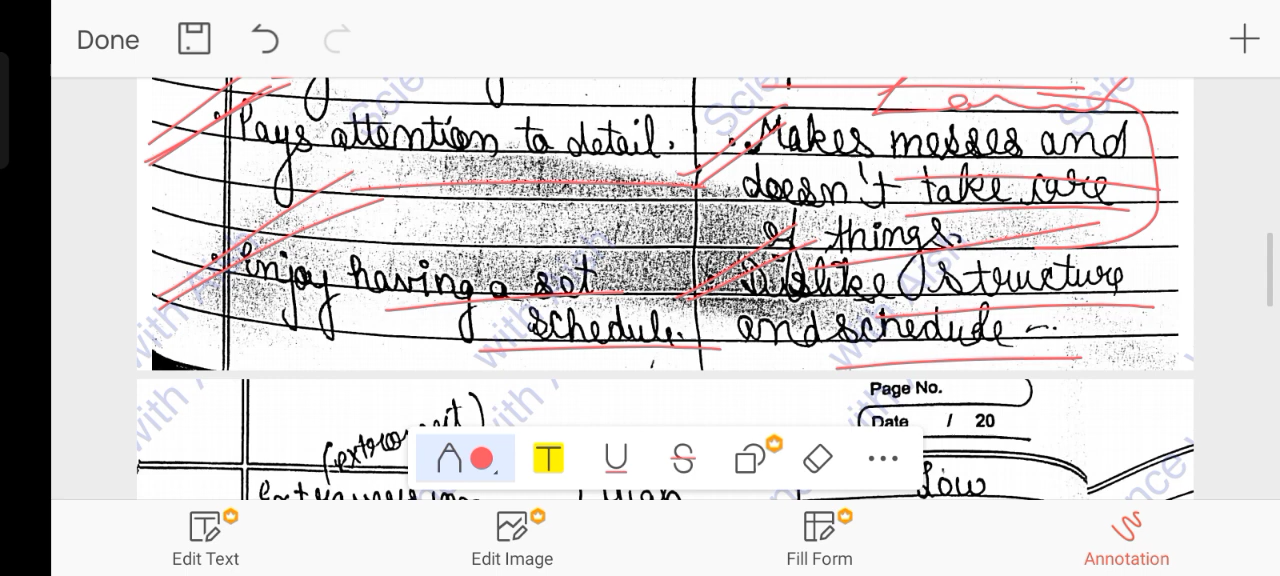 Done
Pays attention to detail.
Makes messes and
doesn't take care
of things.
enjoy having a set
schedule.
Dislike structure
and schedule
Page No.
Date / 20
High
Low
Edit Text
Edit Image
Fill Form
Annotation